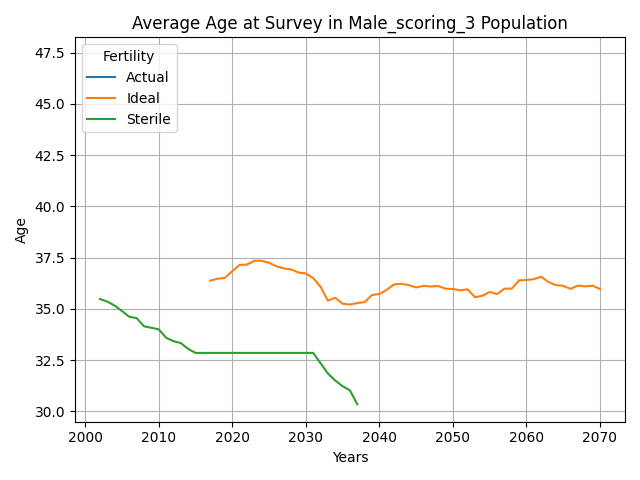 Average Age at Survey in Male_scoring_3 Population
47.5
45.0
42.5
40.0
37.5
35.0
32.5
30.0
Age
Fertility
Actual
Ideal
Sterile
2000 2010 2020 2030 2040 2050 2060 2070
Years